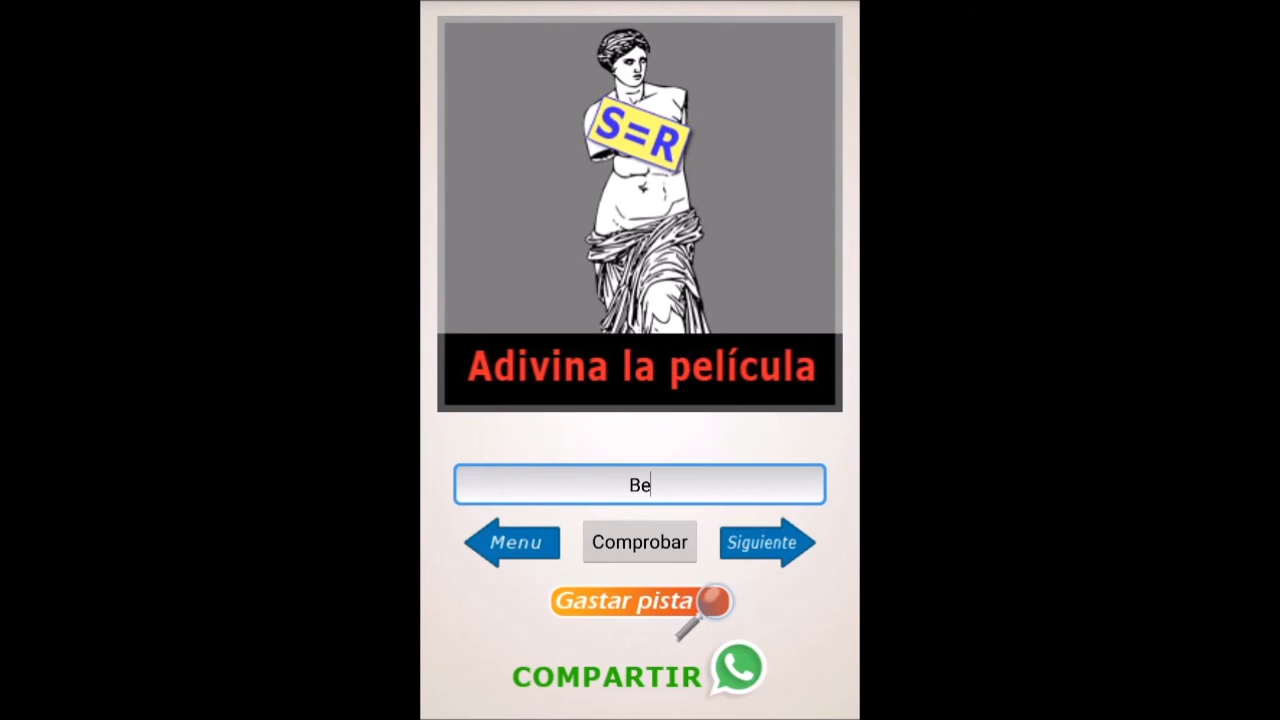 S=R
Adivina la película
Be
Menu
Comprobar
Siguiente
Gastar pista
COMPARTIR